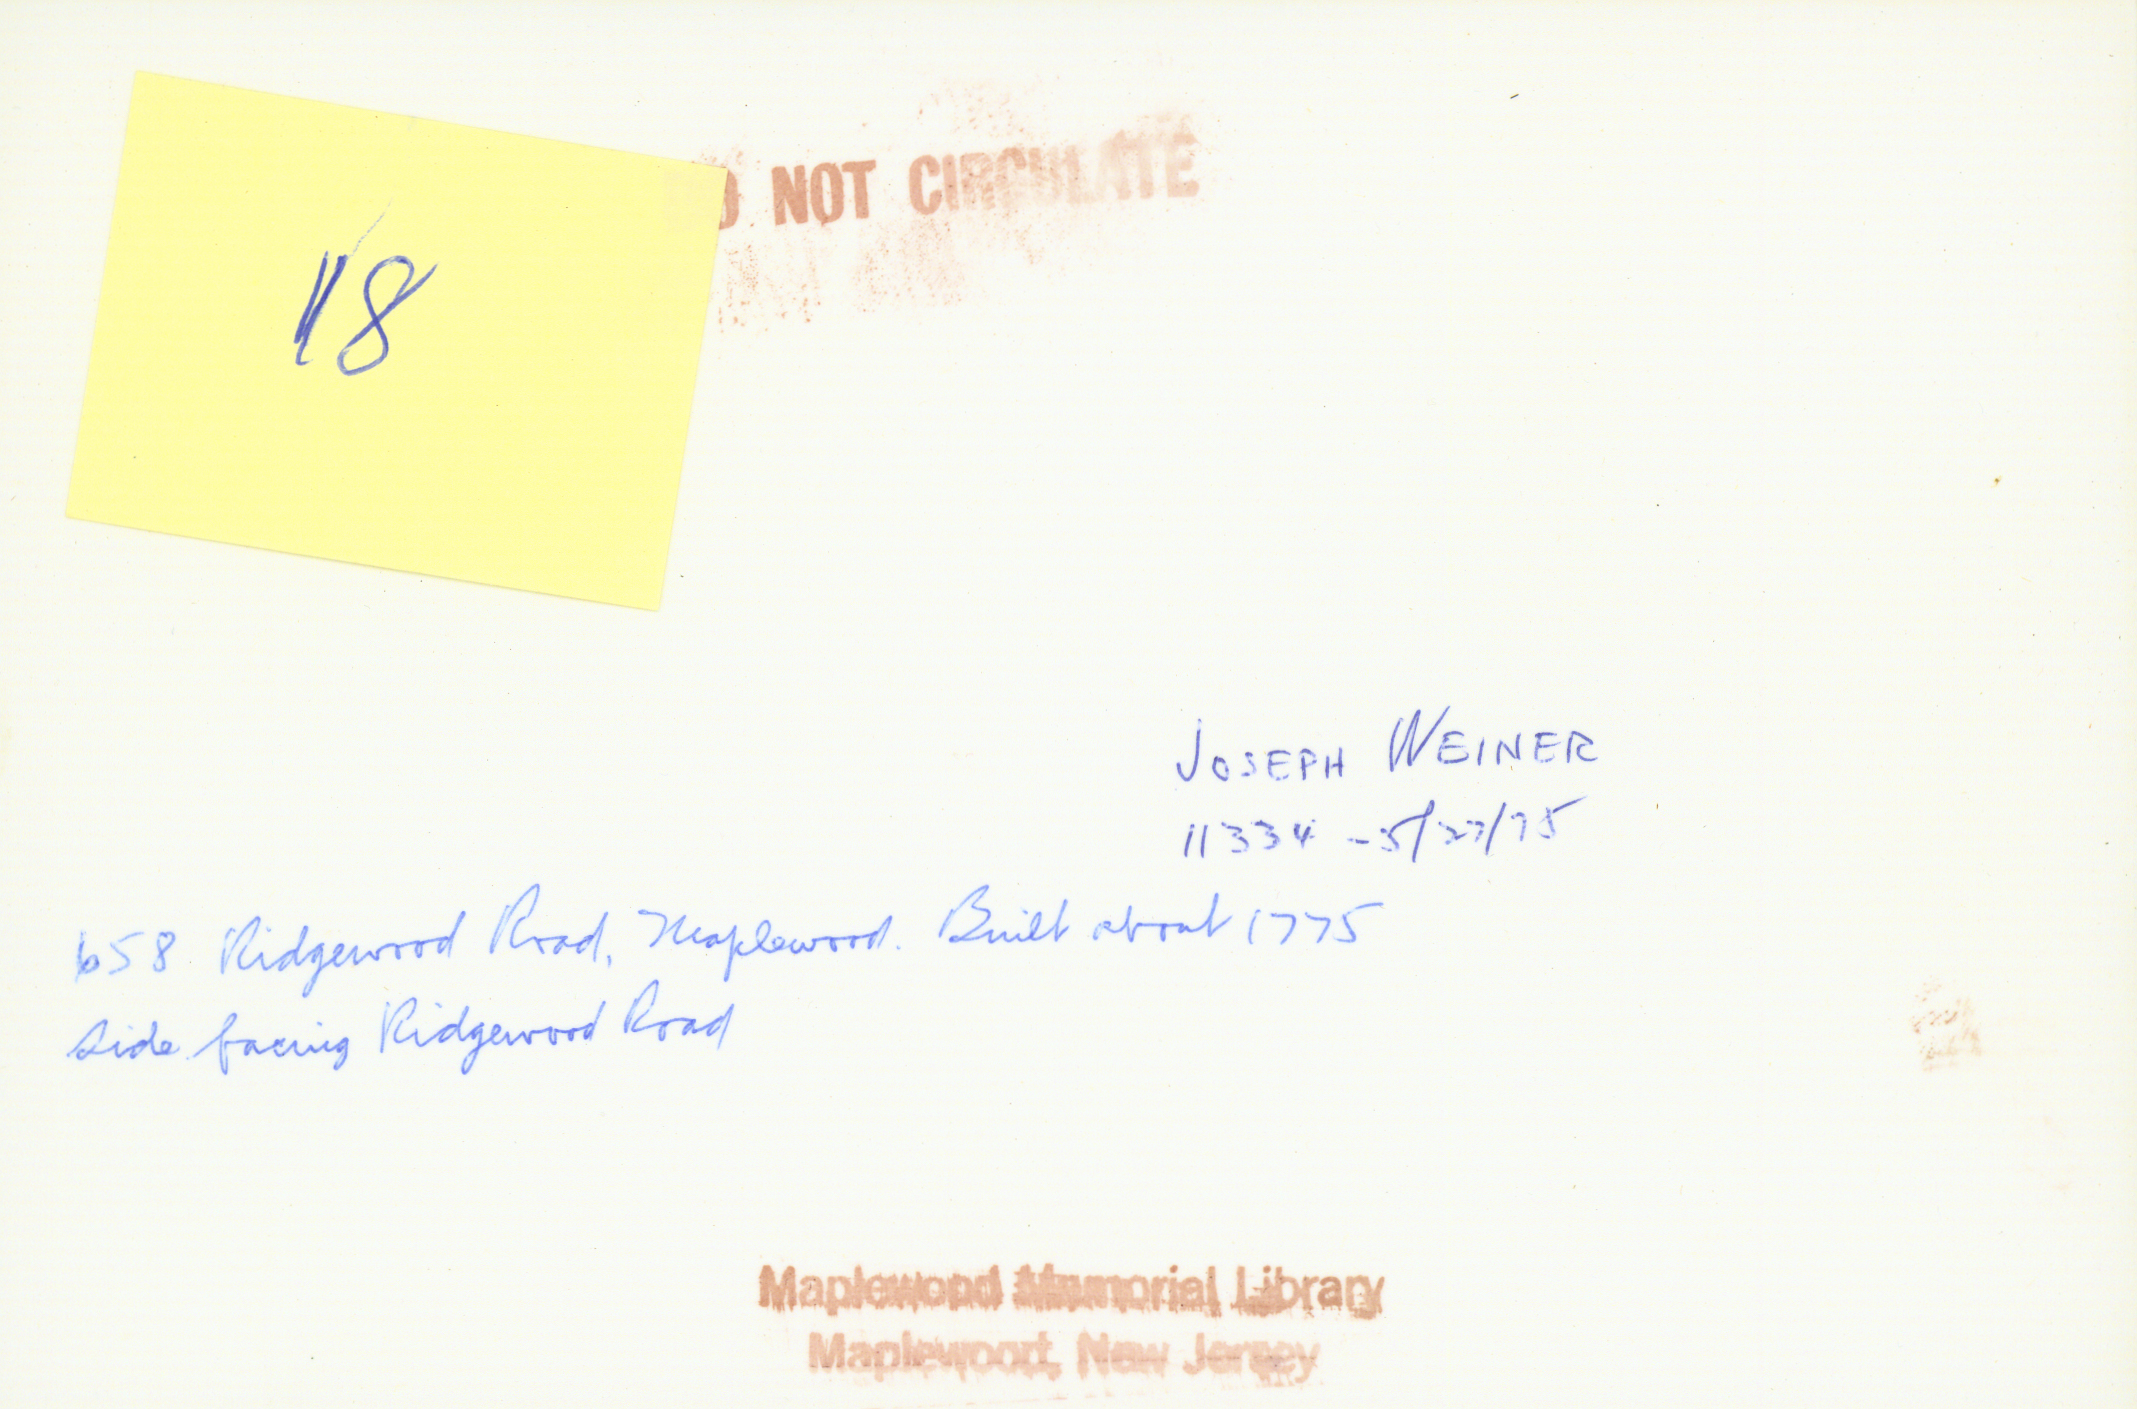 DO NOT CIRCULATE
18
JOSEPH WEINER
11334 - 5/27/75
658 Ridgewood Road, Maplewood. Built about 1775
side facing Ridgewood Road
Maplewood Memorial Library
Maplewood, New Jersey